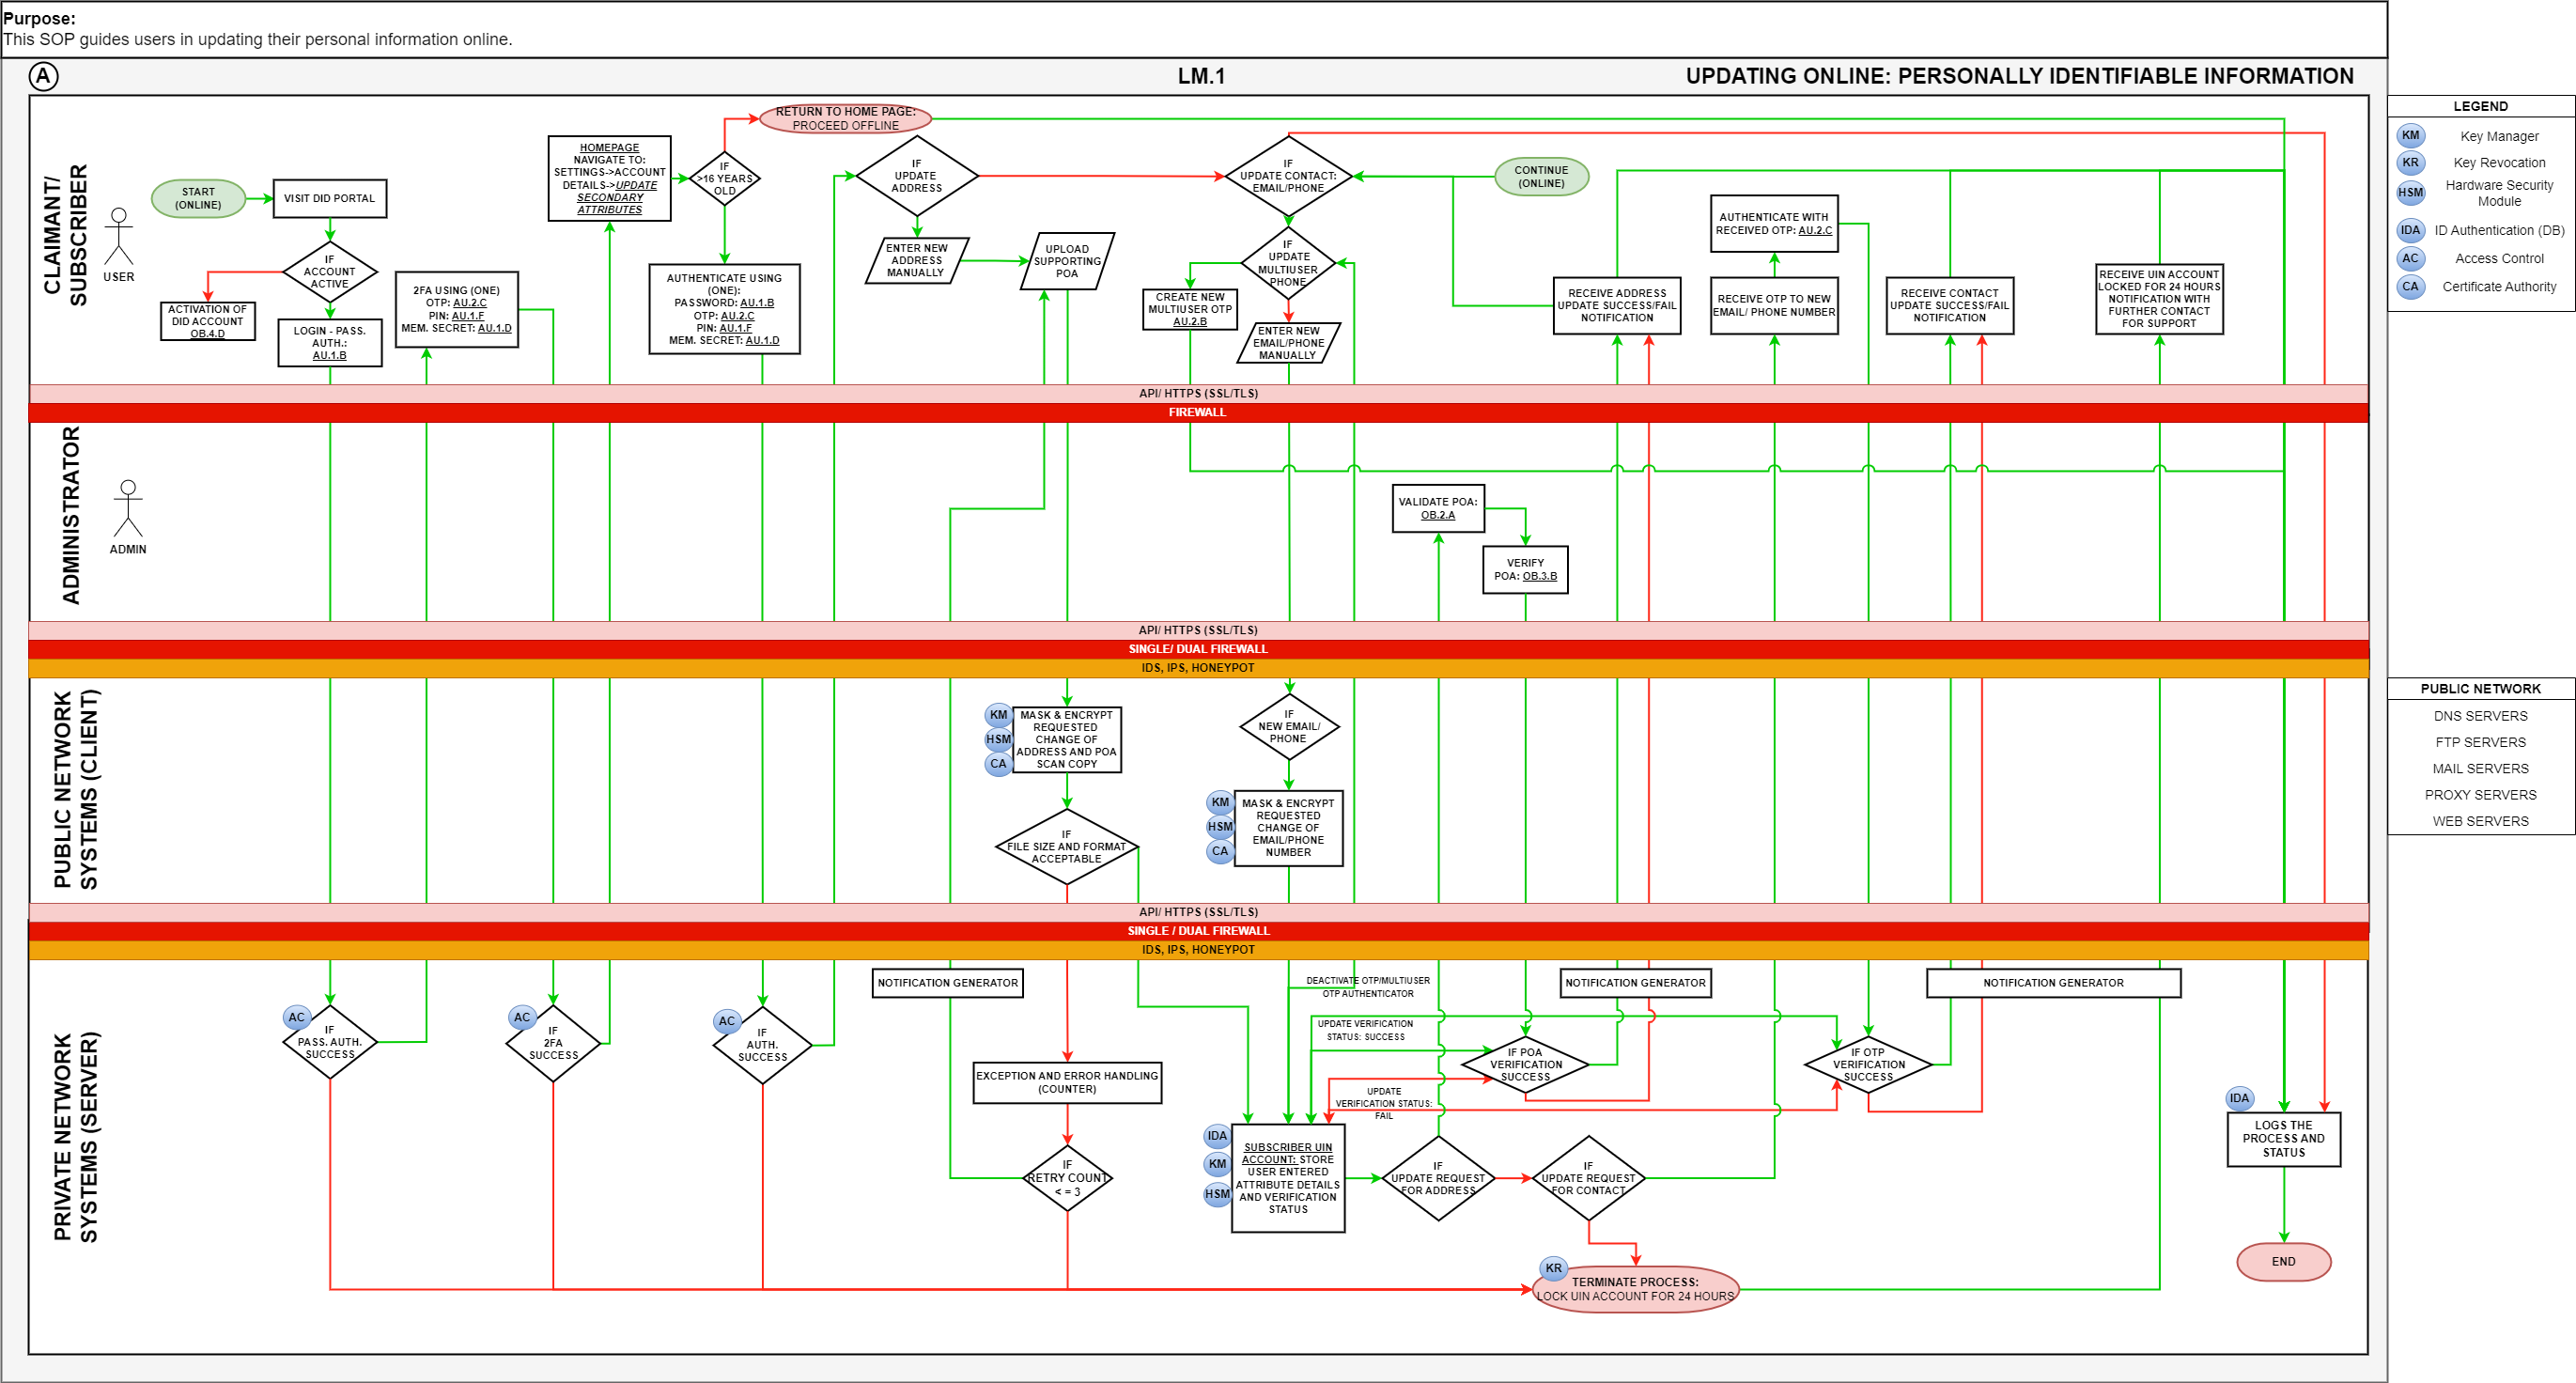 Purpose:
This SOP guides users in updating their personal information online.
A
LM.1
UPDATING ONLINE: PERSONALLY IDENTIFIABLE INFORMATION
CLAIMANT/
SUBSCRIBER
USER
START
(ONLINE)
VISIT DID PORTAL
IF
ACCOUNT
ACTIVE
ACTIVATION OF
DID ACCOUNT
OB.4.D
LOGIN - PASS.
AUTH.:
AU.1.B
2FA USING (ONE)
OTP: AU.2.C
PIN: AU.1.F
MEM. SECRET: AU.1.D
HOMEPAGE
NAVIGATE TO:
SETTINGS->ACCOUNT
DETAILS->UPDATE
SECONDARY
ATTRIBUTES
IF
>16 YEARS
OLD
RETURN TO HOME PAGE:
PROCEED OFFLINE
AUTHENTICATE USING
(ONE):
PASSWORD: AU.1.B
OTP: AU.2.C
PIN: AU.1.F
MEM. SECRET: AU.1.D
IF
UPDATE
ADDRESS
ENTER NEW
ADDRESS
MANUALLY
UPLOAD
SUPPORTING
POA
IF
UPDATE CONTACT:
EMAIL/PHONE
IF
UPDATE
MULTIUSER
PHONE
CREATE NEW
MULTIUSER OTP
AU.2.B
ENTER NEW
EMAIL/PHONE
MANUALLY
CONTINUE
(ONLINE)
RECEIVE ADDRESS
UPDATE SUCCESS/FAIL
NOTIFICATION
AUTHENTICATE WITH
RECEIVED OTP: AU.2.C
RECEIVE OTP TO NEW
EMAIL/ PHONE NUMBER
RECEIVE CONTACT
UPDATE SUCCESS/FAIL
NOTIFICATION
RECEIVE UIN ACCOUNT
LOCKED FOR 24 HOURS
NOTIFICATION WITH
FURTHER CONTACT
FOR SUPPORT
API/ HTTPS (SSL/TLS)
FIREWALL
ADMINISTRATOR
ADMIN
VALIDATE POA:
OB.2.A
VERIFY
POA: OB.3.B
API/ HTTPS (SSL/TLS)
SINGLE/ DUAL FIREWALL
IDS, IPS, HONEYPOT
PUBLIC NETWORK
SYSTEMS (CLIENT)
KM
HSM
CA
MASK & ENCRYPT
REQUESTED
CHANGE OF
ADDRESS AND POA
SCAN COPY
IF
FILE SIZE AND FORMAT
ACCEPTABLE
IF
NEW EMAIL/
PHONE
KM
HSM
CA
MASK & ENCRYPT
REQUESTED
CHANGE OF
EMAIL/PHONE
NUMBER
API/ HTTPS (SSL/TLS)
SINGLE / DUAL FIREWALL
IDS, IPS, HONEYPOT
PRIVATE NETWORK
SYSTEMS (SERVER)
AC
IF
PASS. AUTH.
SUCCESS
AC
IF
2FA
SUCCESS
AC
IF
AUTH.
SUCCESS
NOTIFICATION GENERATOR
EXCEPTION AND ERROR HANDLING
(COUNTER)
IF
RETRY COUNT
< = 3
DEACTIVATE OTP/MULTIUSER
OTP AUTHENTICATOR
UPDATE VERIFICATION
STATUS: SUCCESS
UPDATE
VERIFICATION STATUS:
FAIL
IDA
KM
HSM
SUBSCRIBER UIN
ACCOUNT: STORE
USER ENTERED
ATTRIBUTE DETAILS
AND VERIFICATION
STATUS
IF
UPDATE REQUEST
FOR ADDRESS
IF
UPDATE REQUEST
FOR CONTACT
NOTIFICATION GENERATOR
IF POA
VERIFICATION
SUCCESS
NOTIFICATION GENERATOR
IF OTP
VERIFICATION
SUCCESS
KR
TERMINATE PROCESS:
LOCK UIN ACCOUNT FOR 24 HOURS
IDA
LOGS THE
PROCESS AND
STATUS
END
LEGEND
KM Key Manager
KR Key Revocation
HSM Hardware Security
Module
IDA ID Authentication (DB)
AC Access Control
CA Certificate Authority
PUBLIC NETWORK
DNS SERVERS
FTP SERVERS
MAIL SERVERS
PROXY SERVERS
WEB SERVERS